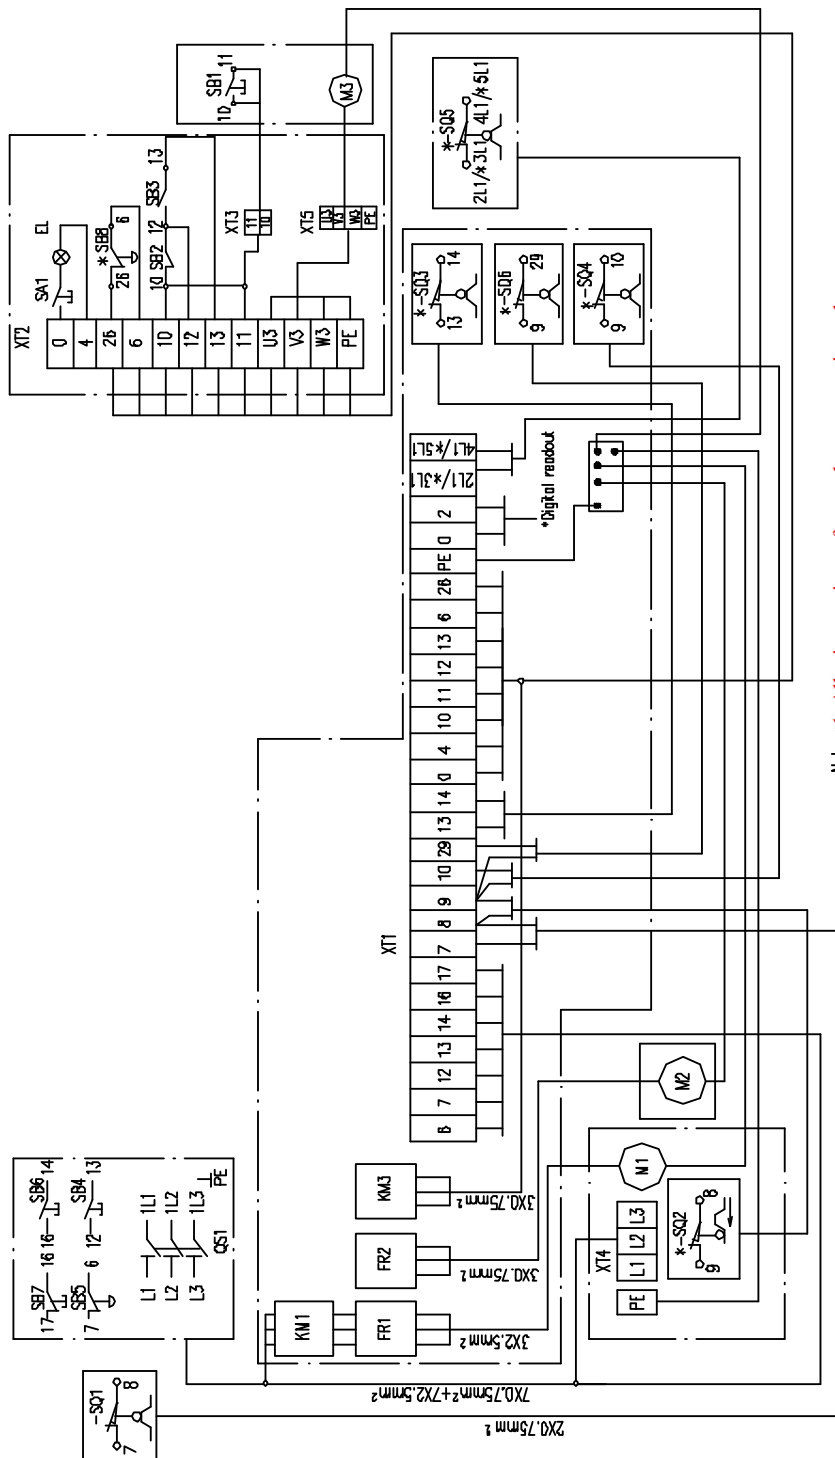 11
SB1
10
M3
*-SQ5
2L1/*3L1
4L1/*5L1
13
SB3
EL
6
*SB8
12
SB2
SA1
26
10
XT3
11
10
XT5
U3
V3
W3
PE
XT2
0
4
26
6
10
12
13
11
U3
V3
W3
PE
*-SQ3
13
14
*-SQ6
9
29
*-SQ4
9
10
XT1
4L1/*5L1
2L1/*3L1
2
0
PE
26
6
13
12
11
10
4
0
14
13
29
10
9
8
7
17
16
14
13
12
7
6
*Digital readout
M2
M1
XT4
L1
L2
L3
PE
*-SQ2
9
8
KM3
3X0.75mm²
FR2
3X0.75mm²
KM1
FR1
3X2.5mm²
SB6
16
14
SB4
12
13
SB7
17
16
SB5
7
6
L1
L2
L3
1L1
1L2
1L3
QS1
PE
-SQ1
7
8
7X0.75mm²+7X2.5mm²
2X0.75mm²